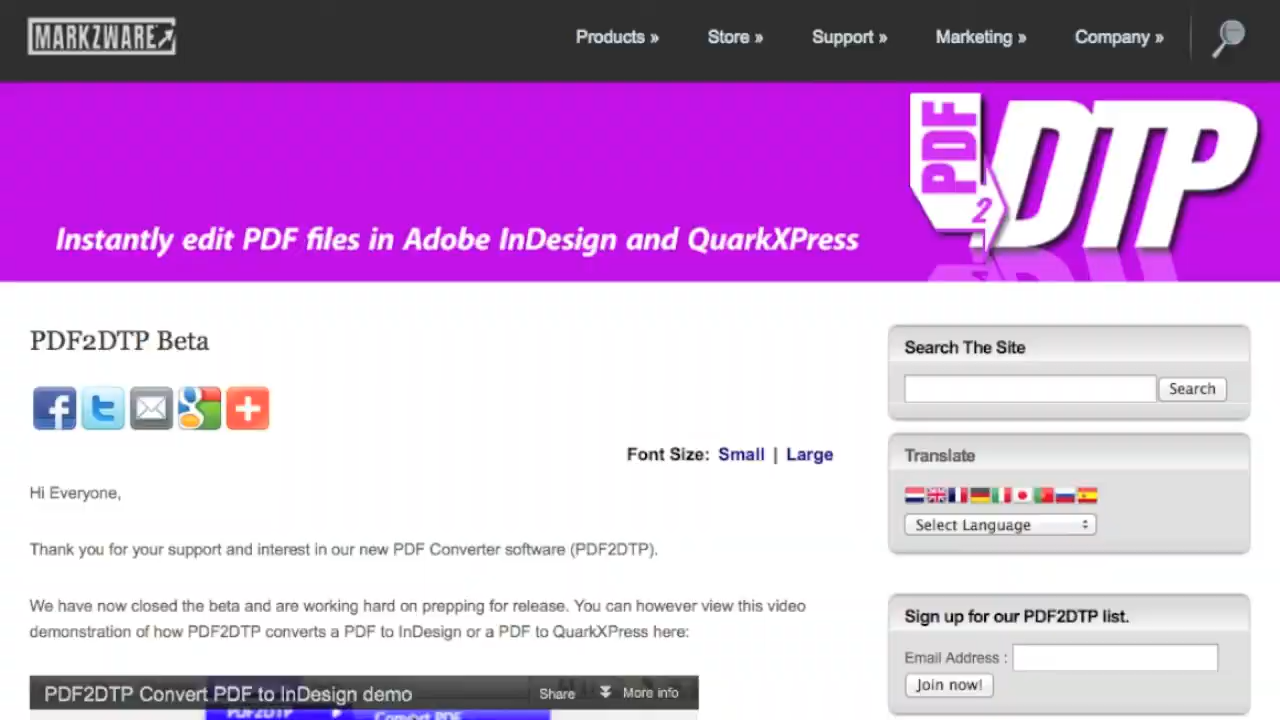 MARKZWARE
Products » Store » Support » Marketing » Company »
PDF 2 DTP
Instantly edit PDF files in Adobe InDesign and QuarkXPress
PDF2DTP Beta
Font Size: Small | Large
Hi Everyone,
Thank you for your support and interest in our new PDF Converter software (PDF2DTP).
We have now closed the beta and are working hard on prepping for release. You can however view this video
demonstration of how PDF2DTP converts a PDF to InDesign or a PDF to QuarkXPress here:
PDF2DTP Convert PDF to InDesign demo Share More info
PDF2DTP Convert PDF
Search The Site
Search
Translate
Select Language
Sign up for our PDF2DTP list.
Email Address :
Join now!